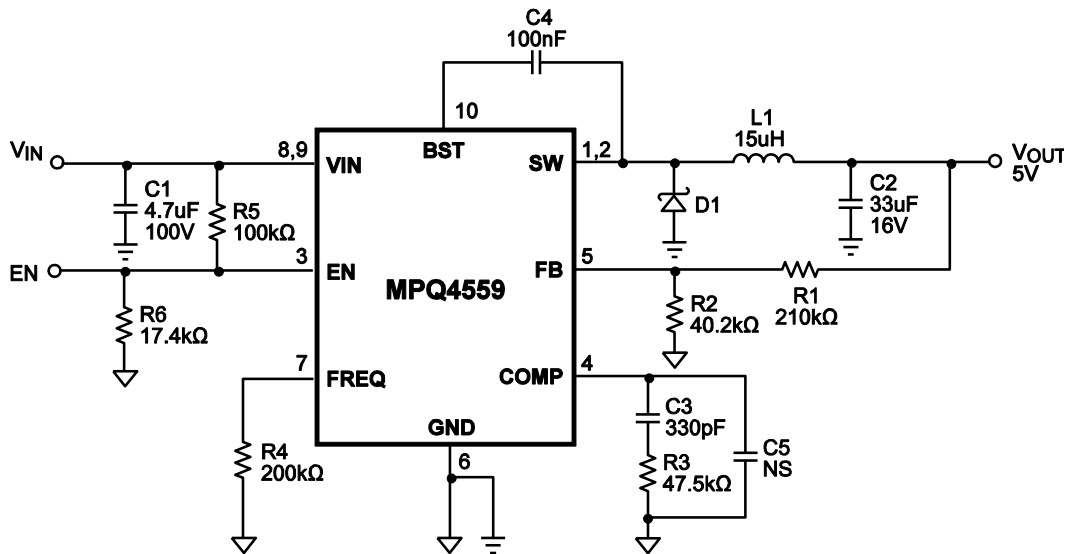 C4
100nF
10
BST
VIN
8,9
VIN
SW
1,2
L1
15uH
VOUT
5V
C1
4.7uF
100V
R5
100kΩ
D1
C2
33uF
16V
EN
3
EN
FB
5
MPQ4559
R1
210kΩ
R2
40.2kΩ
R6
17.4kΩ
7
FREQ
COMP
4
C3
330pF
R4
200kΩ
GND
6
R3
47.5kΩ
C5
NS